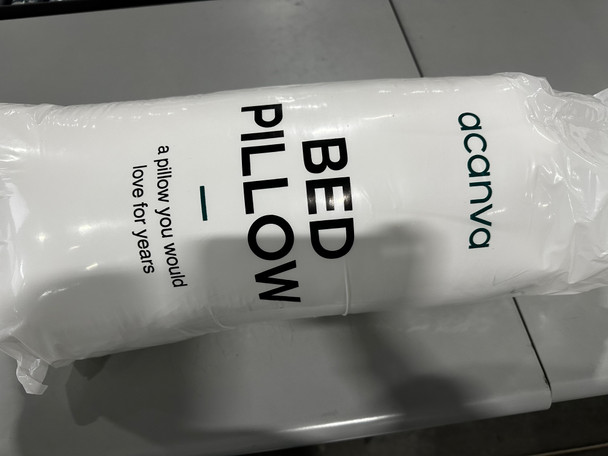 acanva
BED
PILLOW
a pillow you would
love for years